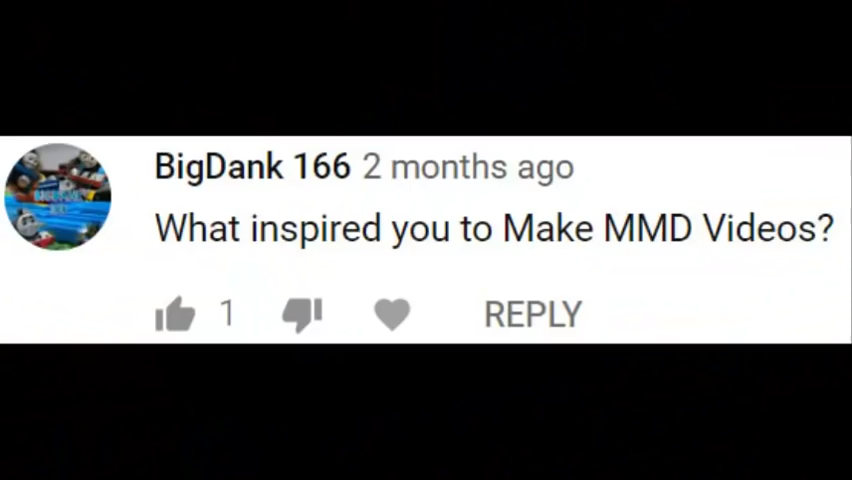 BigDank 166 2 months ago
What inspired you to Make MMD Videos?
1 REPLY